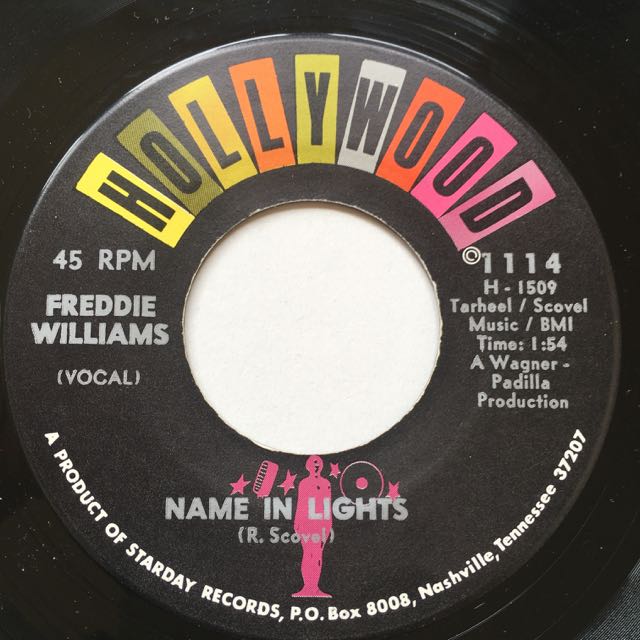 HOLLYWOOD
45 RPM
FREDDIE
WILLIAMS
(VOCAL)
©1114
H - 1509
Tarheel / Scovel
Music / BMI
Time: 1:54
A Wagner -
Padilla
Production
NAME IN LIGHTS
(R. Scovel)
A PRODUCT OF STARDAY RECORDS, P.O. Box 8008, Nashville, Tennessee 37207